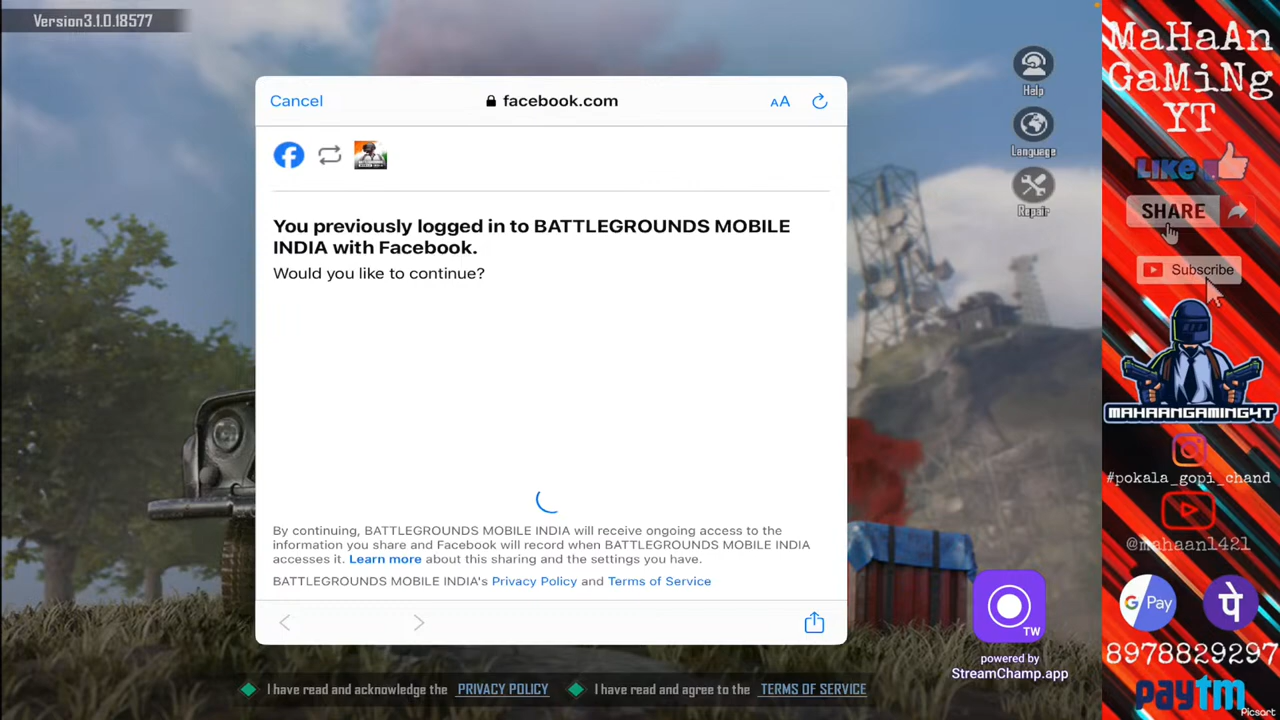 Version3.1.0.18577
Cancel
facebook.com
AA
You previously logged in to BATTLEGROUNDS MOBILE
INDIA with Facebook.
Would you like to continue?
By continuing, BATTLEGROUNDS MOBILE INDIA will receive ongoing access to the
information you share and Facebook will record when BATTLEGROUNDS MOBILE INDIA
accesses it. Learn more about this sharing and the settings you have.
BATTLEGROUNDS MOBILE INDIA's Privacy Policy and Terms of Service
I have read and acknowledge the PRIVACY POLICY
I have read and agree to the TERMS OF SERVICE
Help
Language
Repair
TW
powered by
StreamChamp.app
MaHaAn
GaMiNg
YT
LIKE
SHARE
Subscribe
MAHAANGAMINGYT
#pokala_gopi_chand
@mahaan1421
G Pay
पे
8978829297
paytm
Picsart